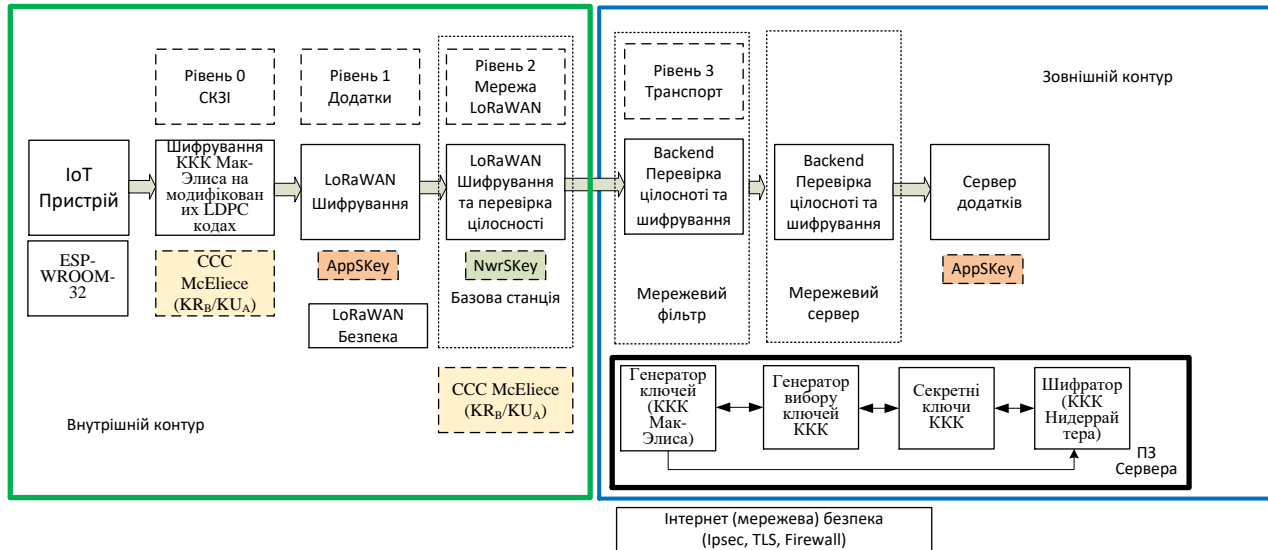 Рівень 0
СКЗІ
Рівень 1
Додатки
Рівень 2
Мережа
LoRaWAN
Рівень 3
Транспорт
Зовнішній контур
IoT
Пристрій
Шифрування
ККК Мак-
Элиса на
модифікован
их LDPC
кодах
LoRaWAN
Шифрування
LoRaWAN
Шифрування
та перевірка
цілосності
Backend
Перевірка
цілосноті та
шифрування
Backend
Перевірка
цілосноті та
шифрування
Сервер
додатків
ESP-
WROOM-
32
CCC
McEliece
(KRB/KUA)
AppSKey
NwrSKey
AppSKey
Базова станція
LoRaWAN
Безпека
Мережевий
фільтр
Мережевий
сервер
CCC McEliece
(KRB/KUA)
Внутрішній контур
Генератор
ключей
(ККК
Мак-
Элиса)
Генератор
вибору
ключей
ККК
Секретні
ключи
ККК
Шифратор
(ККК
Нидеррай
тера)
ПЗ
Сервера
Інтернет (мережева) безпека
(Ipsec, TLS, Firewall)